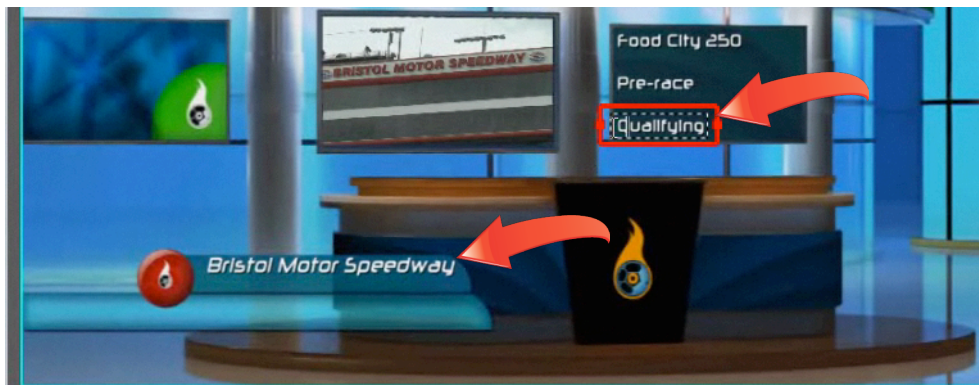 BRISTOL MOTOR SPEEDWAY
Food City 250
Pre-race
Qualifying
Bristol Motor Speedway